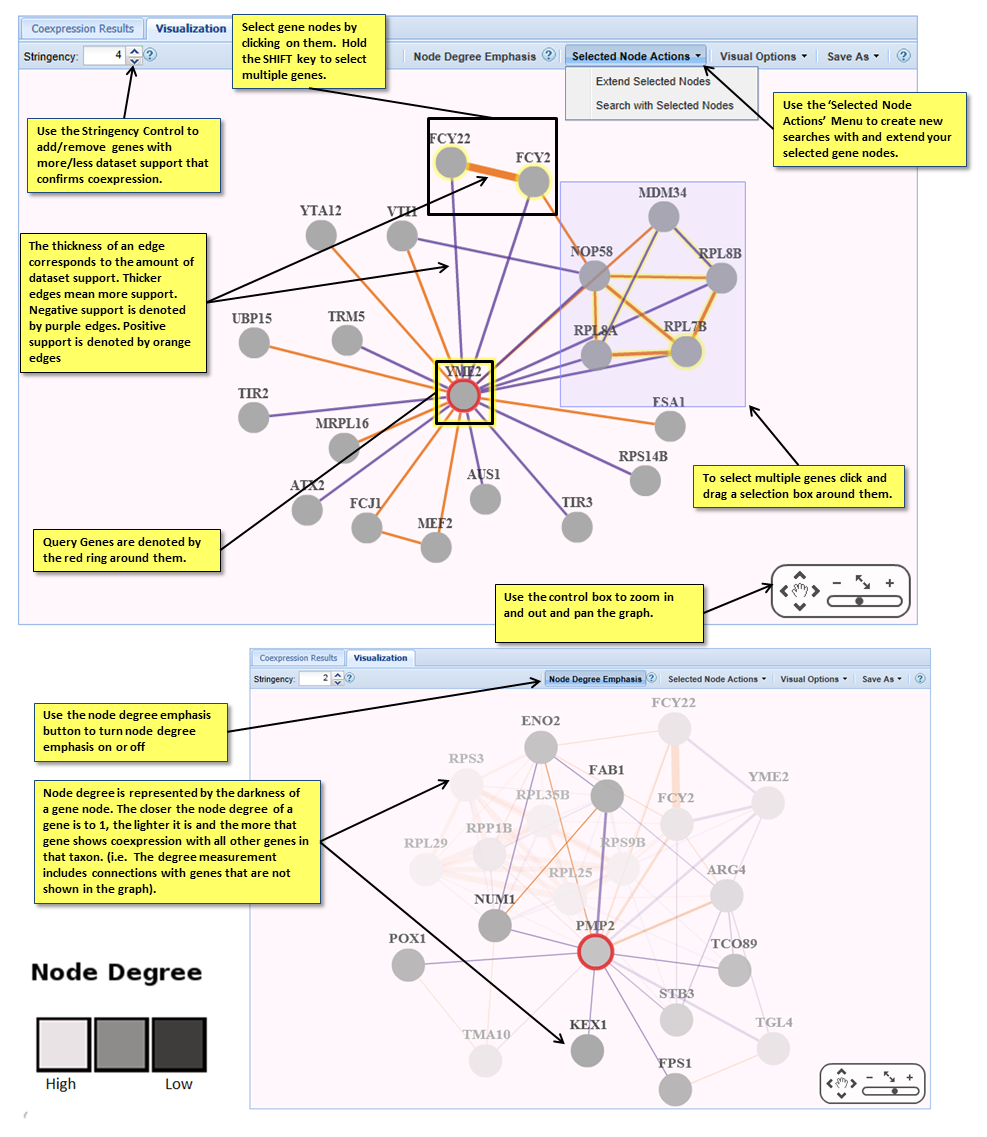 Coexpression Results
Visualization
Stringency: 4
Node Degree Emphasis
Selected Node Actions
Visual Options
Save As
Extend Selected Nodes
Search with Selected Nodes
Select gene nodes by
clicking on them. Hold
the SHIFT key to select
multiple genes.
Use the Stringency Control to
add/remove genes with
more/less dataset support that
confirms coexpression.
Use the 'Selected Node
Actions' Menu to create new
searches with and extend your
selected gene nodes.
FCY22
FCY2
MDM34
YTA12
VTH1
NOP58
RPL8B
The thickness of an edge
corresponds to the amount of
dataset support. Thicker
edges mean more support.
Negative support is denoted
by purple edges. Positive
support is denoted by orange
edges
UBP15
TRM5
RPL8A
RPL7B
YME2
TIR2
MRPL16
FSA1
RPS14B
ATX2
FCJ1
AUS1
MEF2
TIR3
To select multiple genes click and
drag a selection box around them.
Query Genes are denoted by
the red ring around them.
Use the control box to zoom in
and out and pan the graph.
Coexpression Results
Visualization
Stringency: 2
Node Degree Emphasis
Selected Node Actions
Visual Options
Save As
Use the node degree emphasis
button to turn node degree
emphasis on or off
Node degree is represented by the darkness of
a gene node. The closer the node degree of a
gene is to 1, the lighter it is and the more that
gene shows coexpression with all other genes in
that taxon. (i.e. The degree measurement
includes connections with genes that are not
shown in the graph).
FCY22
ENO2
RPS3
FAB1
YME2
RPL35B
FCY2
RPP1B
RPL29
RPS9B
RPL25
ARG4
NUM1
PMP2
POX1
TCO89
STB3
TMA10
KEX1
TGL4
FPS1
Node Degree
High
Low